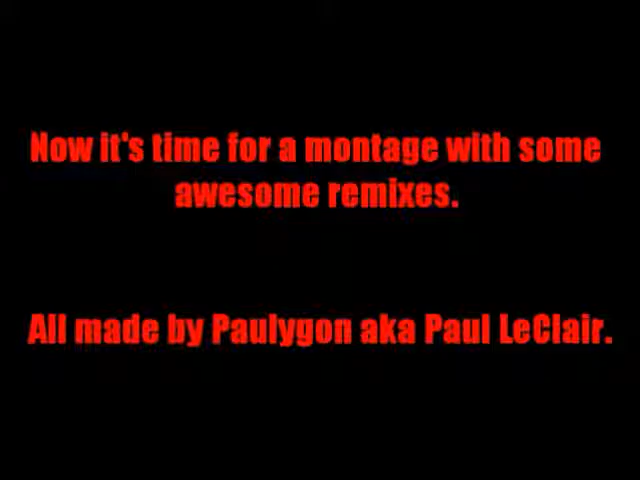 Now it's time for a montage with some
awesome remixes.
All made by Paulygon aka Paul LeClair.